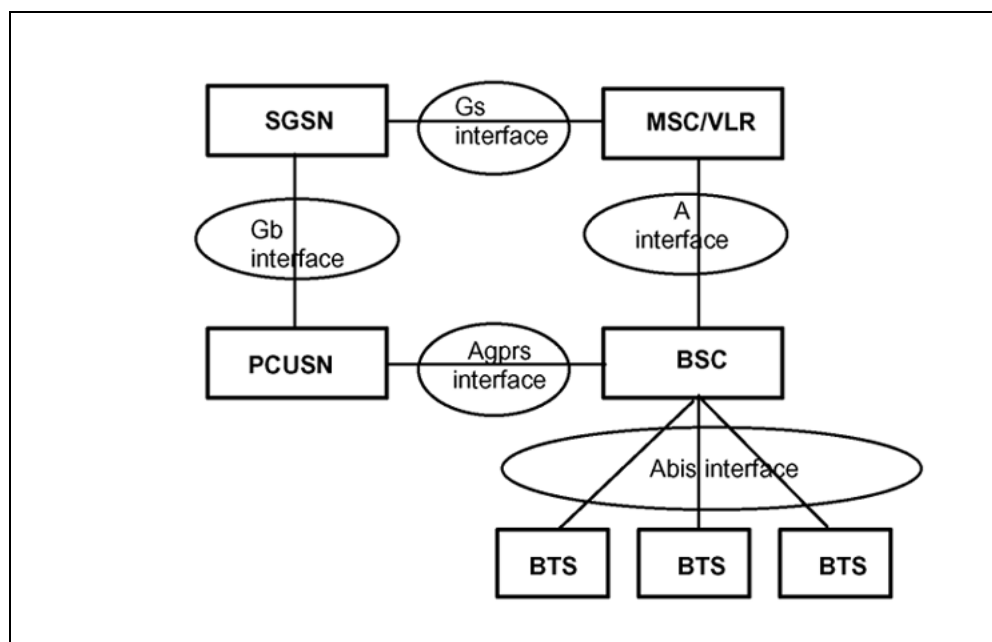 SGSN
Gs
interface
MSC/VLR
Gb
interface
A
interface
PCUSN
Agprs
interface
BSC
Abis interface
BTS
BTS
BTS